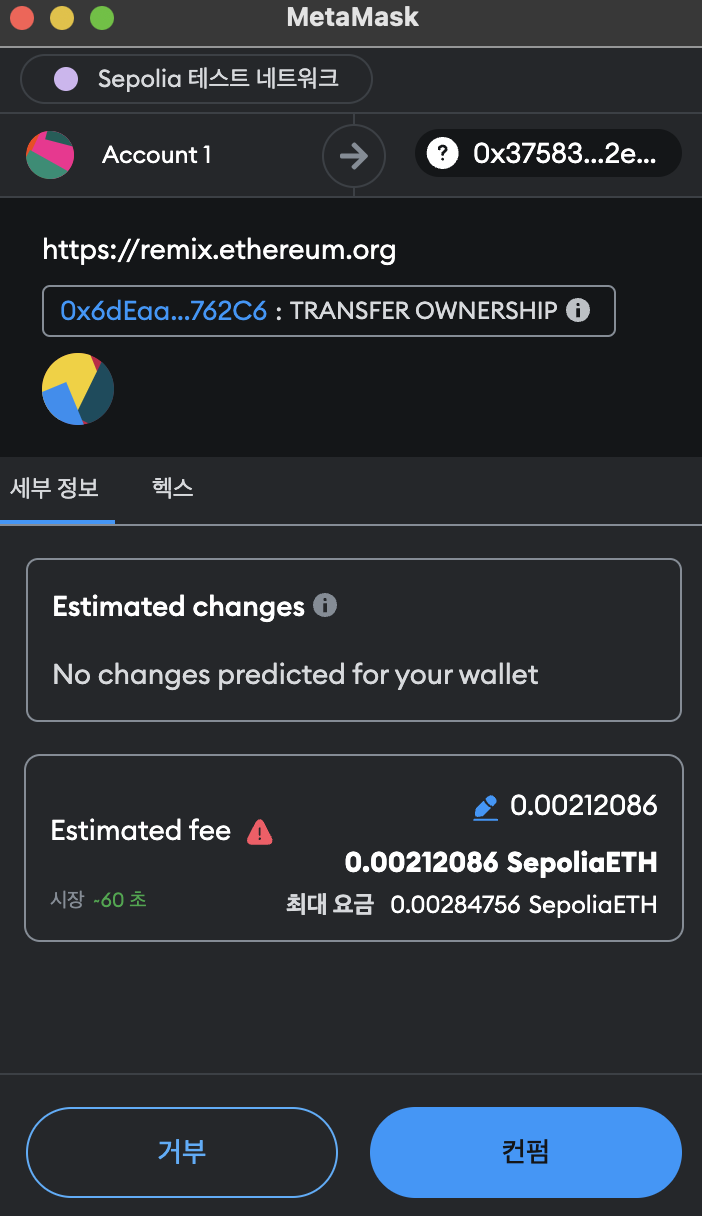 MetaMask
Sepolia 테스트 네트워크
Account 1
? 0x37583...2e...
https://remix.ethereum.org
0x6dEaa...762C6 : TRANSFER OWNERSHIP
세부 정보 헥스
Estimated changes
No changes predicted for your wallet
0.00212086
Estimated fee
0.00212086 SepoliaETH
시장 -60 초
최대 요금 0.00284756 SepoliaETH
거부 컨펌